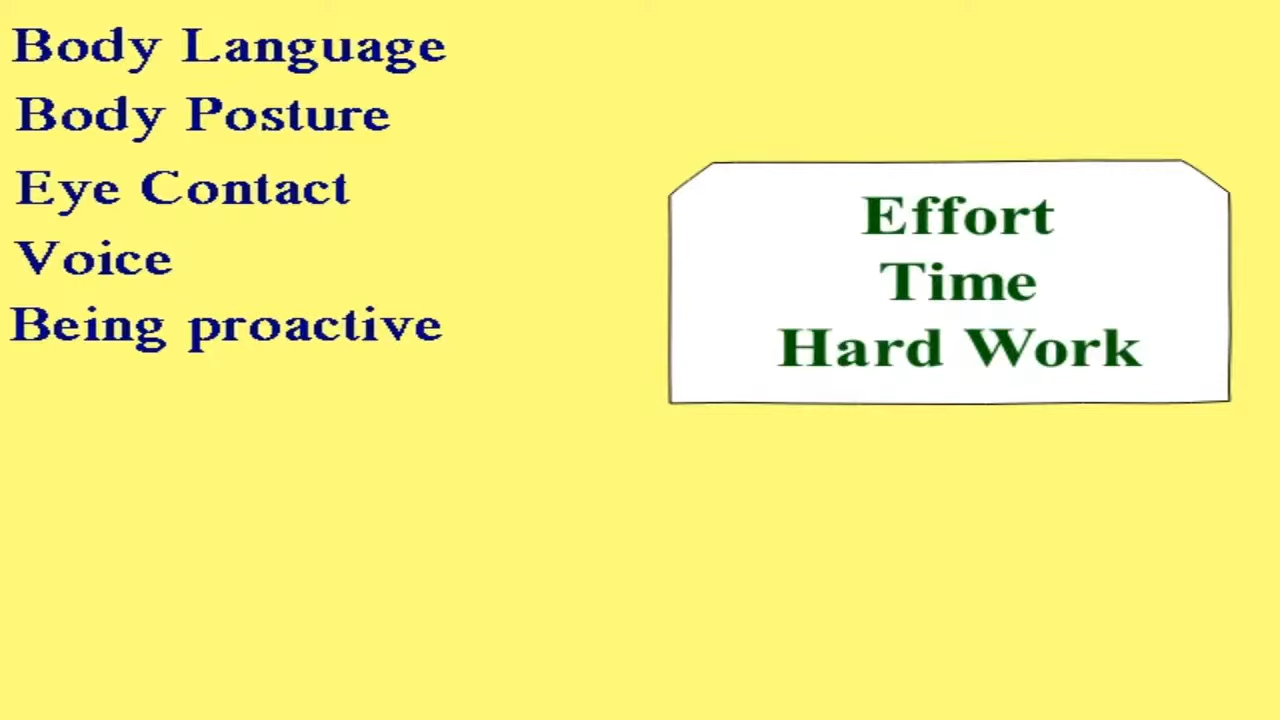 Body Language
Body Posture
Eye Contact
Voice
Being proactive
Effort
Time
Hard Work